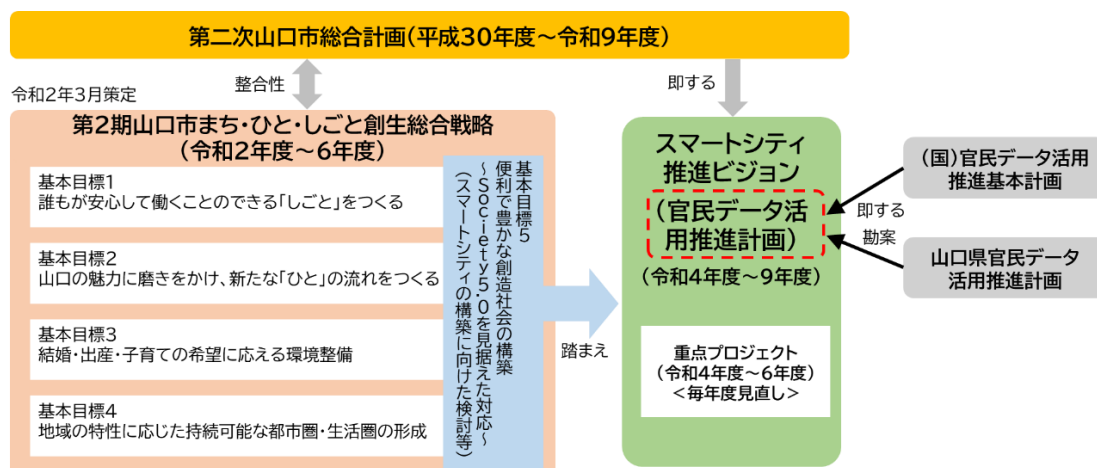 第二次山口市総合計画(平成30年度～令和9年度)
整合性
即する
令和2年3月策定
第2期山口市まち・ひと・しごと創生総合戦略
(令和2年度～6年度)
基本目標1
誰もが安心して働くことのできる「しごと」をつくる
基本目標2
山口の魅力に磨きをかけ、新たな「ひと」の流れをつくる
基本目標3
結婚・出産・子育ての希望に応える環境整備
基本目標4
地域の特性に応じた持続可能な都市圏・生活圏の形成
基本目標５
便利で豊かな創造社会の構築
～Ｓｏｃｉｅｔｙ５.０を見据えた対応～
(スマートシティの構築に向けた検討等)
踏まえ
スマートシティ
推進ビジョン
(官民データ活
用推進計画)
(令和4年度～9年度)
重点プロジェクト
(令和4年度～6年度)
＜毎年度見直し＞
(国)官民データ活用
推進基本計画
即する
勘案
山口県官民データ
活用推進計画